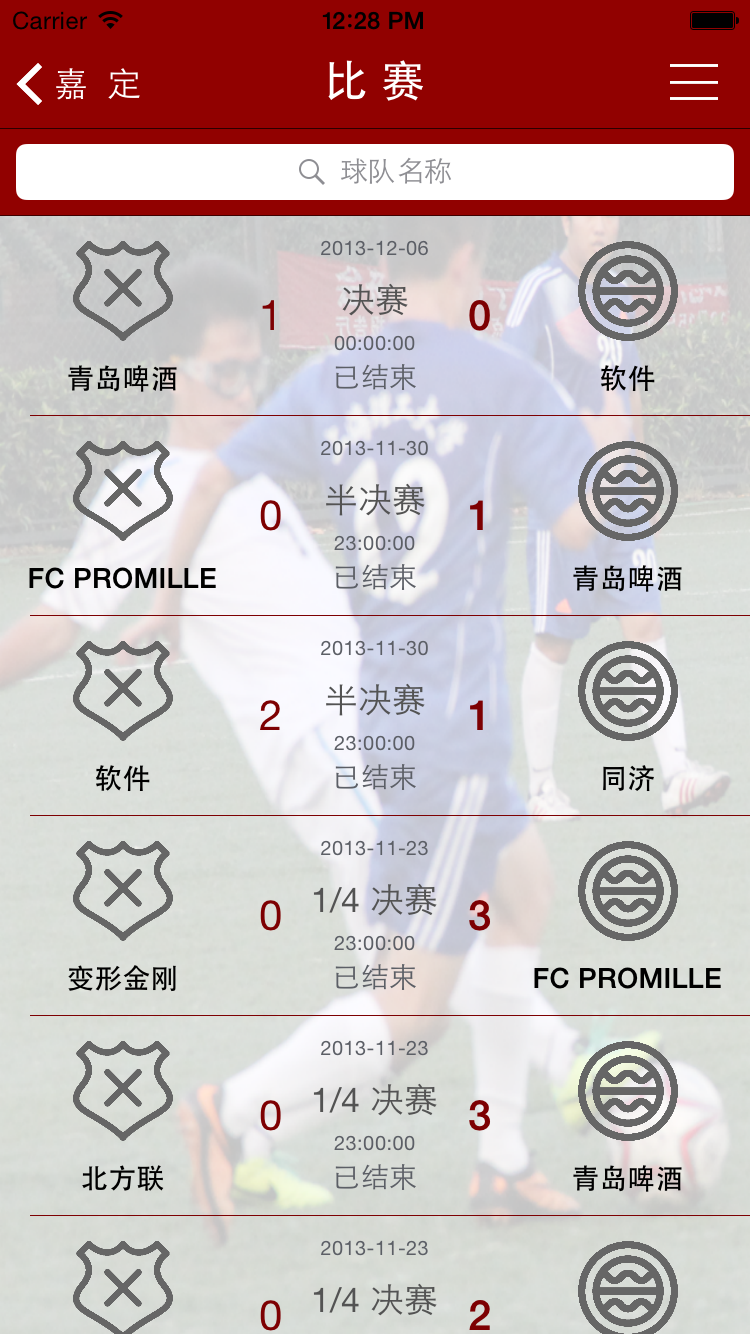 Carrier 12:28 PM
嘉 定 比 赛
球队名称
2013-12-06
1 决赛 0
00:00:00
青岛啤酒 已结束 软件
2013-11-30
0 半决赛 1
23:00:00
FC PROMILLE 已结束 青岛啤酒
2013-11-30
2 半决赛 1
23:00:00
软件 已结束 同济
2013-11-23
0 1/4 决赛 3
23:00:00
变形金刚 已结束 FC PROMILLE
2013-11-23
0 1/4 决赛 3
23:00:00
北方联 已结束 青岛啤酒
2013-11-23
0 1/4 决赛 2